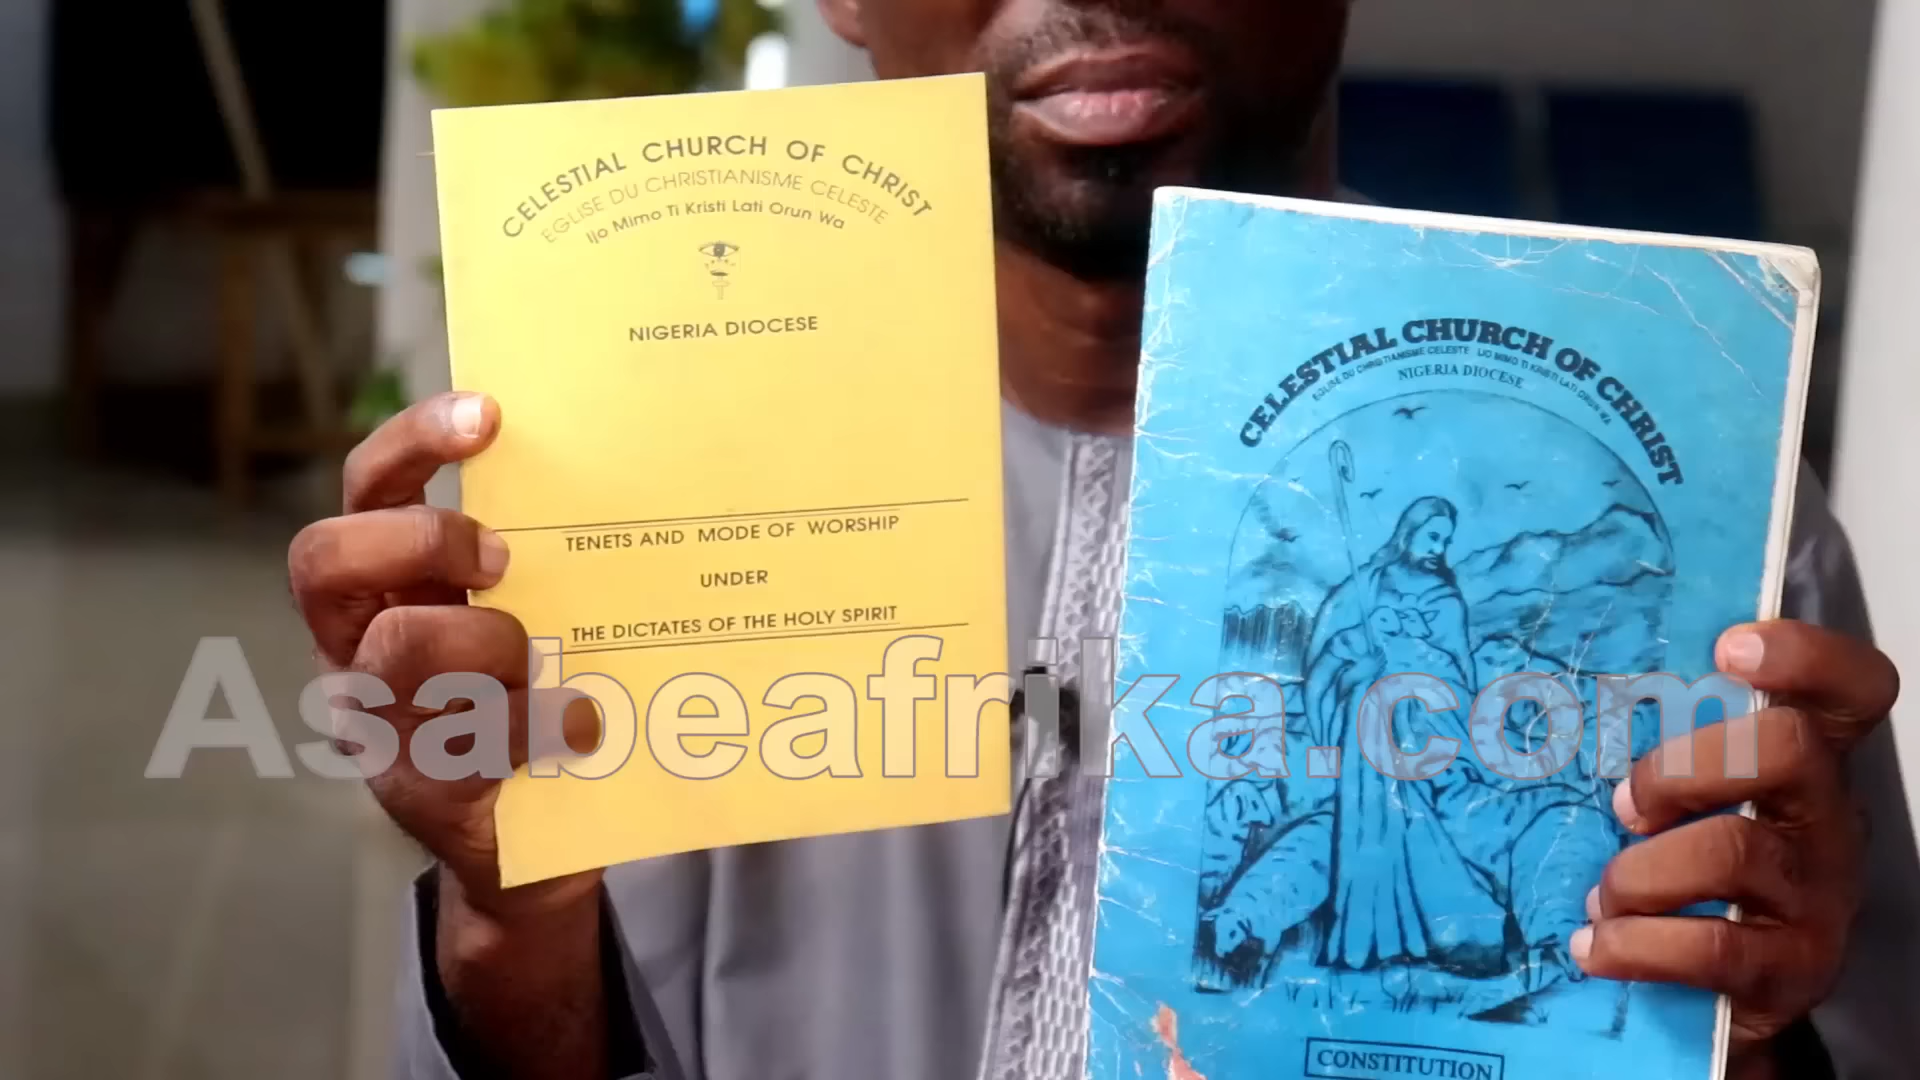 CELESTIAL CHURCH OF CHRIST
EGLISE DU CHRISTIANISME CELESTE
Ijo Mimo Ti Kristi Lati Orun Wa
NIGERIA DIOCESE
TENETS AND MODE OF WORSHIP
UNDER
THE DICTATES OF THE HOLY SPIRIT
CELESTIAL CHURCH OF CHRIST
EGLISE DU CHRISTIANISME CELESTE IJO MIMO TI KRISTI LATI ORUN WA
NIGERIA DIOCESE
CONSTITUTION
Asabeafrika.com